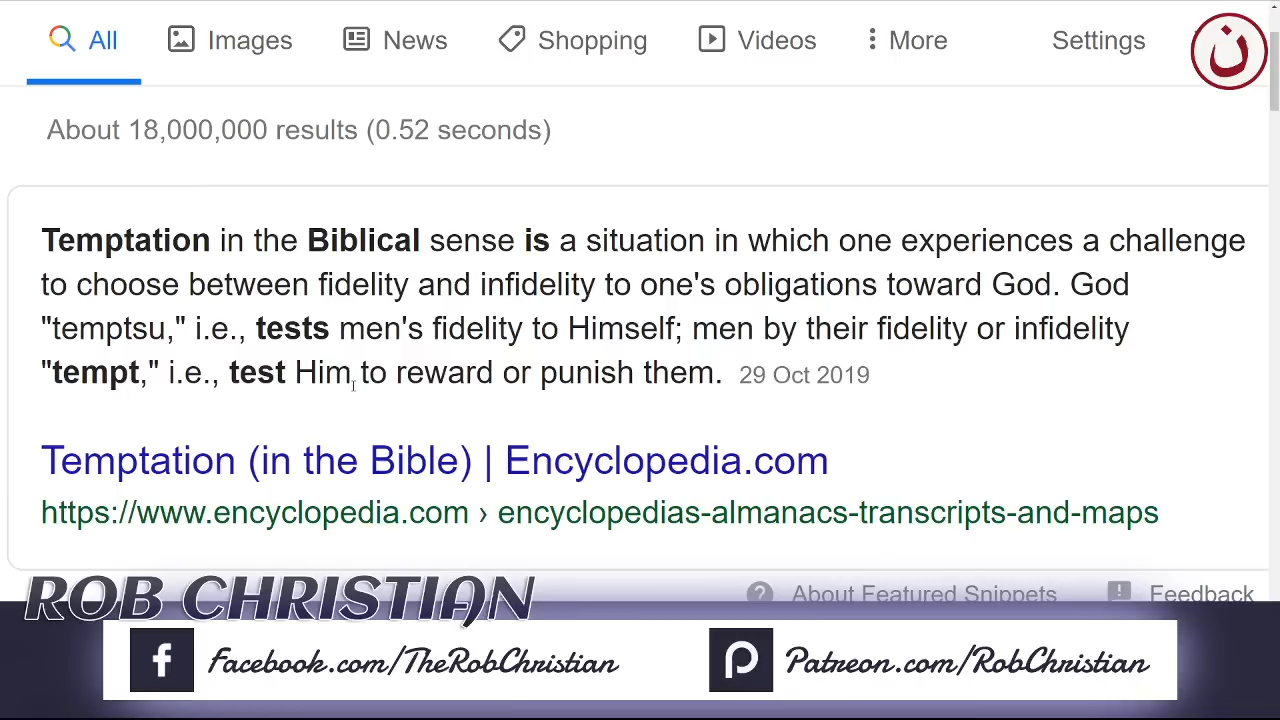 All Images News Shopping Videos More Settings
ن
About 18,000,000 results (0.52 seconds)
Temptation in the Biblical sense is a situation in which one experiences a challenge
to choose between fidelity and infidelity to one's obligations toward God. God
"temptsu," i.e., tests men's fidelity to Himself; men by their fidelity or infidelity
"tempt," i.e., test Him to reward or punish them. 29 Oct 2019
Temptation (in the Bible) | Encyclopedia.com
https://www.encyclopedia.com › encyclopedias-almanacs-transcripts-and-maps
About Featured Snippets Feedback
ROB CHRISTIAN
Facebook.com/TheRobChristian Patreon.com/RobChristian